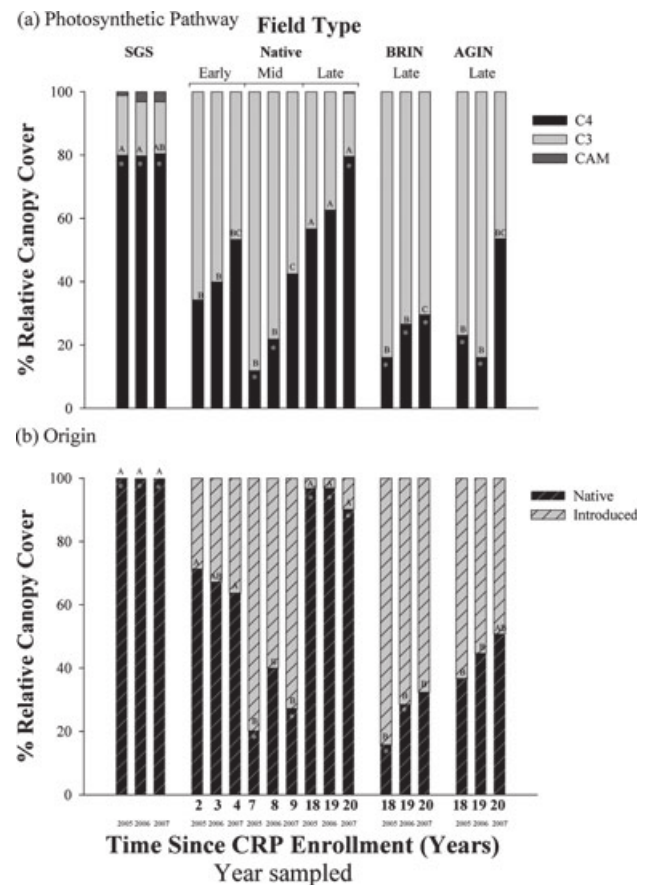 (a) Photosynthetic Pathway
Field Type
SGS Native BRIN AGIN
Early Mid Late Late Late
100
80
60
40
20
0
% Relative Canopy Cover
A A AB
B B BC
B B C
A A A
B B C
B B BC
C4
C3
CAM
(b) Origin
100
80
60
40
20
0
% Relative Canopy Cover
A A A
A AB A
B B B
A A A
B B B
B B AB
Native
Introduced
2 3 4 7 8 9 18 19 20 18 19 20 18 19 20
2005 2006 2007 2005 2006 2007 2005 2006 2007 2005 2006 2007 2005 2006 2007 2005 2006 2007
Time Since CRP Enrollment (Years)
Year sampled